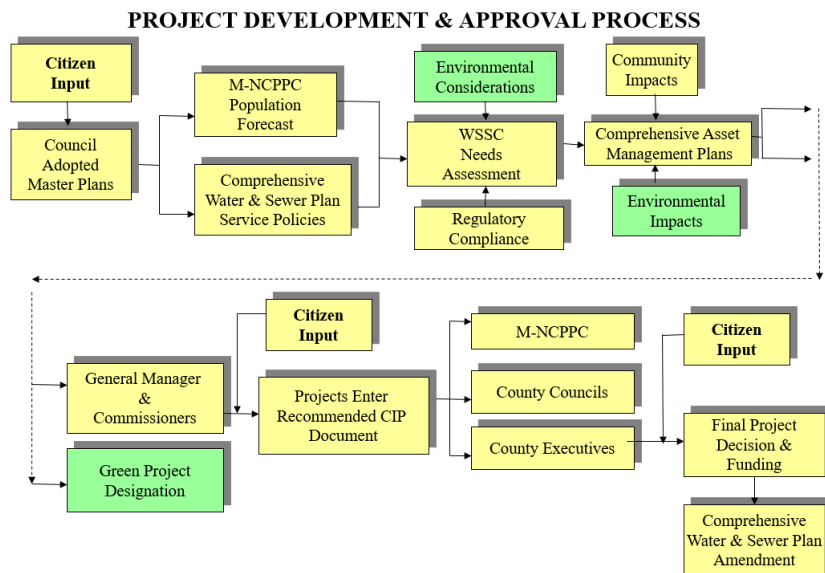 PROJECT DEVELOPMENT & APPROVAL PROCESS
Citizen
Input
Council
Adopted
Master Plans
M-NCPPC
Population
Forecast
Comprehensive
Water & Sewer Plan
Service Policies
Environmental
Considerations
WSSC
Needs
Assessment
Regulatory
Compliance
Community
Impacts
Comprehensive Asset
Management Plans
Environmental
Impacts
General Manager
&
Commissioners
Green Project
Designation
Citizen
Input
Projects Enter
Recommended CIP
Document
M-NCPPC
County Councils
County Executives
Citizen
Input
Final Project
Decision &
Funding
Comprehensive
Water & Sewer Plan
Amendment